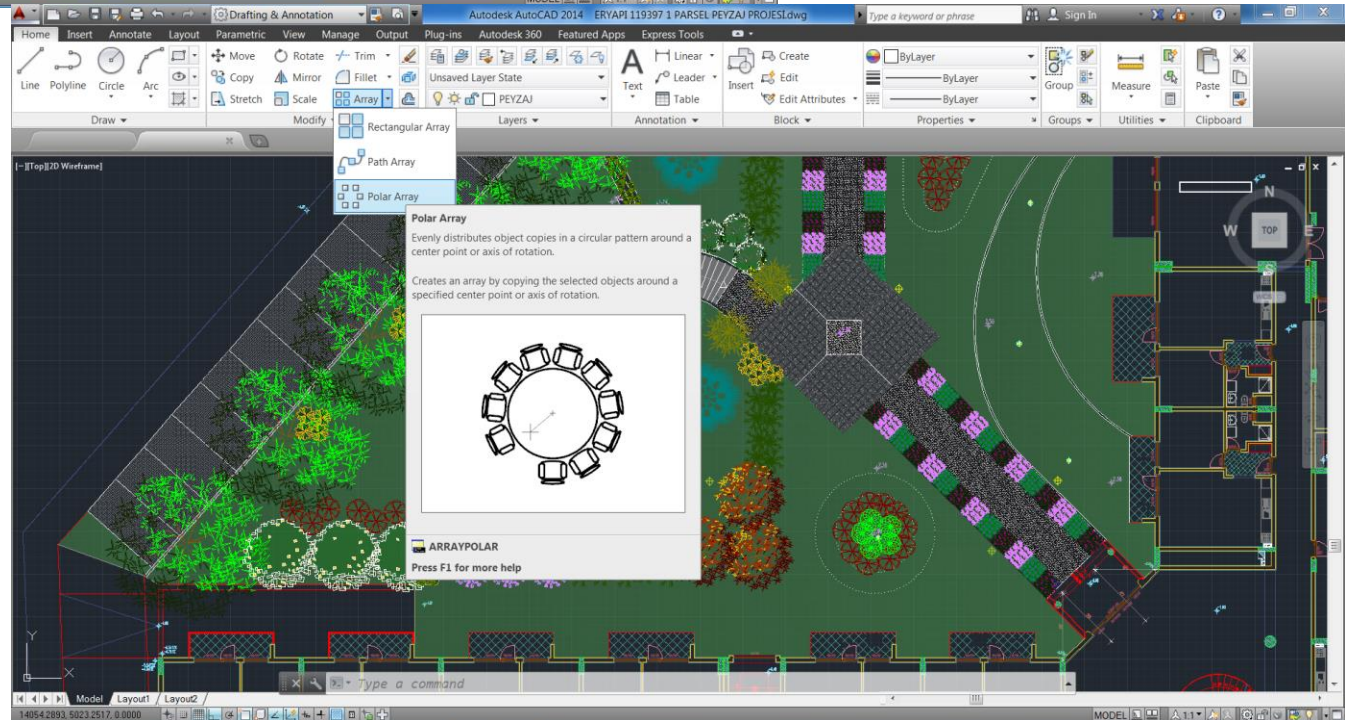 Drafting & Annotation
Autodesk AutoCAD 2014 ERYAPI 119397 1 PARSEL PEYZAJ PROJESİ.dwg
Type a keyword or phrase
Sign In
Home Insert Annotate Layout Parametric View Manage Output Plug-ins Autodesk 360 Featured Apps Express Tools
Line Polyline Circle Arc
Move Rotate Trim
Copy Mirror Fillet
Stretch Scale Array
Unsaved Layer State
PEYZAJ
Text
Linear
Leader
Table
Insert
Create
Edit
Edit Attributes
ByLayer
ByLayer
ByLayer
Group
Measure
Paste
Draw Modify Layers Annotation Block Properties Groups Utilities Clipboard
Rectangular Array
Path Array
Polar Array
[−][Top][2D Wireframe]
N
W TOP E
S
Polar Array
Evenly distributes object copies in a circular pattern around a
center point or axis of rotation.
Creates an array by copying the selected objects around a
specified center point or axis of rotation.
ARRAYPOLAR
Press F1 for more help
Y
X
Type a command
Model Layout1 Layout2
14054.2893, 5023.2517, 0.0000
MODEL
1:1